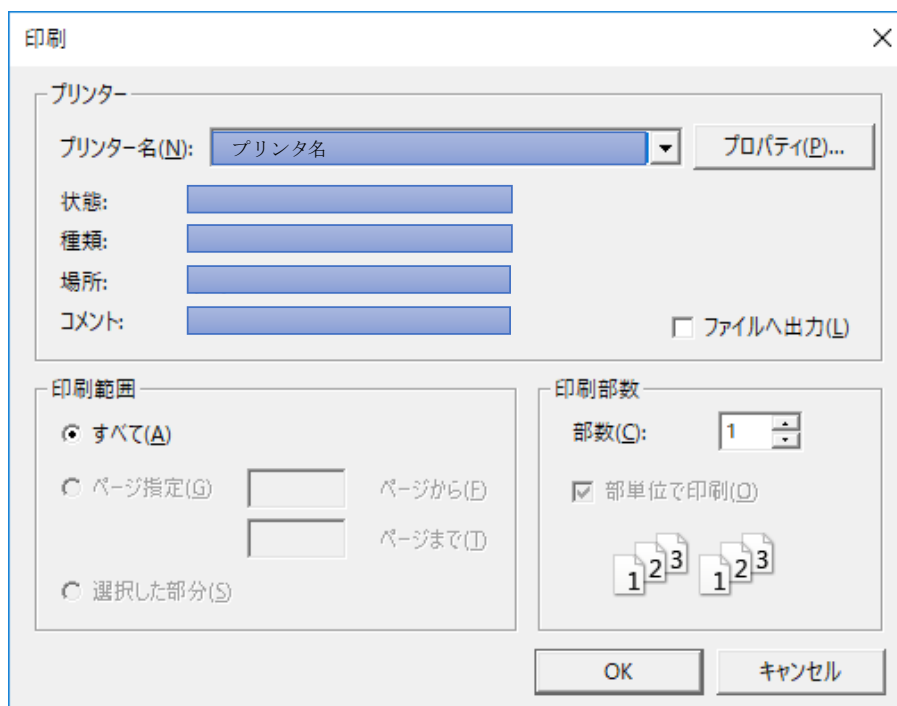 印刷
プリンター
プリンター名(N): プリンタ名 プロパティ(P)...
状態:
種類:
場所:
コメント:
ファイルへ出力(L)
印刷範囲
すべて(A)
ページ指定(G) ページから(F)
ページまで(T)
選択した部分(S)
印刷部数
部数(C): 1
部単位で印刷(O)
1 2 3 1 2 3
OK キャンセル